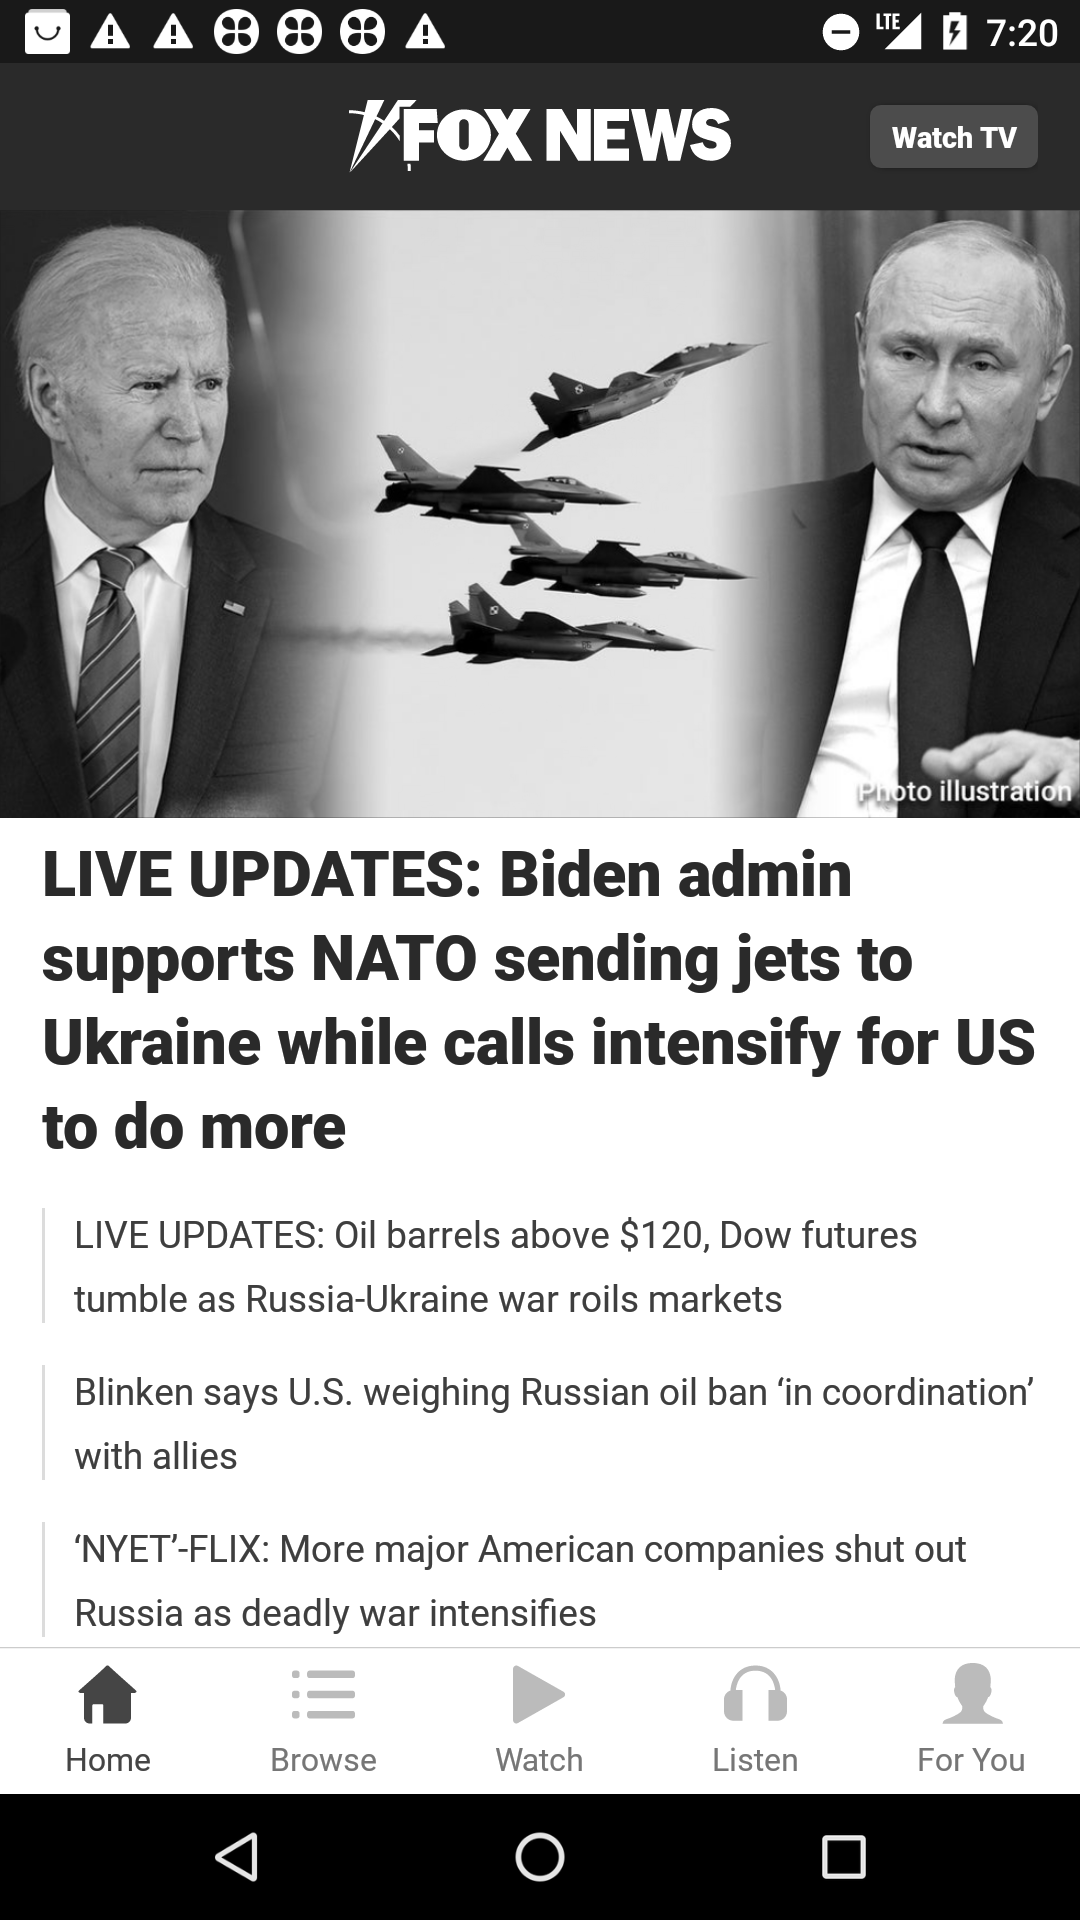 LTE 7:20
FOX NEWS
Watch TV
Photo illustration
LIVE UPDATES: Biden admin
supports NATO sending jets to
Ukraine while calls intensify for US
to do more
LIVE UPDATES: Oil barrels above $120, Dow futures
tumble as Russia-Ukraine war roils markets
Blinken says U.S. weighing Russian oil ban ‘in coordination’
with allies
‘NYET’-FLIX: More major American companies shut out
Russia as deadly war intensifies
Home
Browse
Watch
Listen
For You